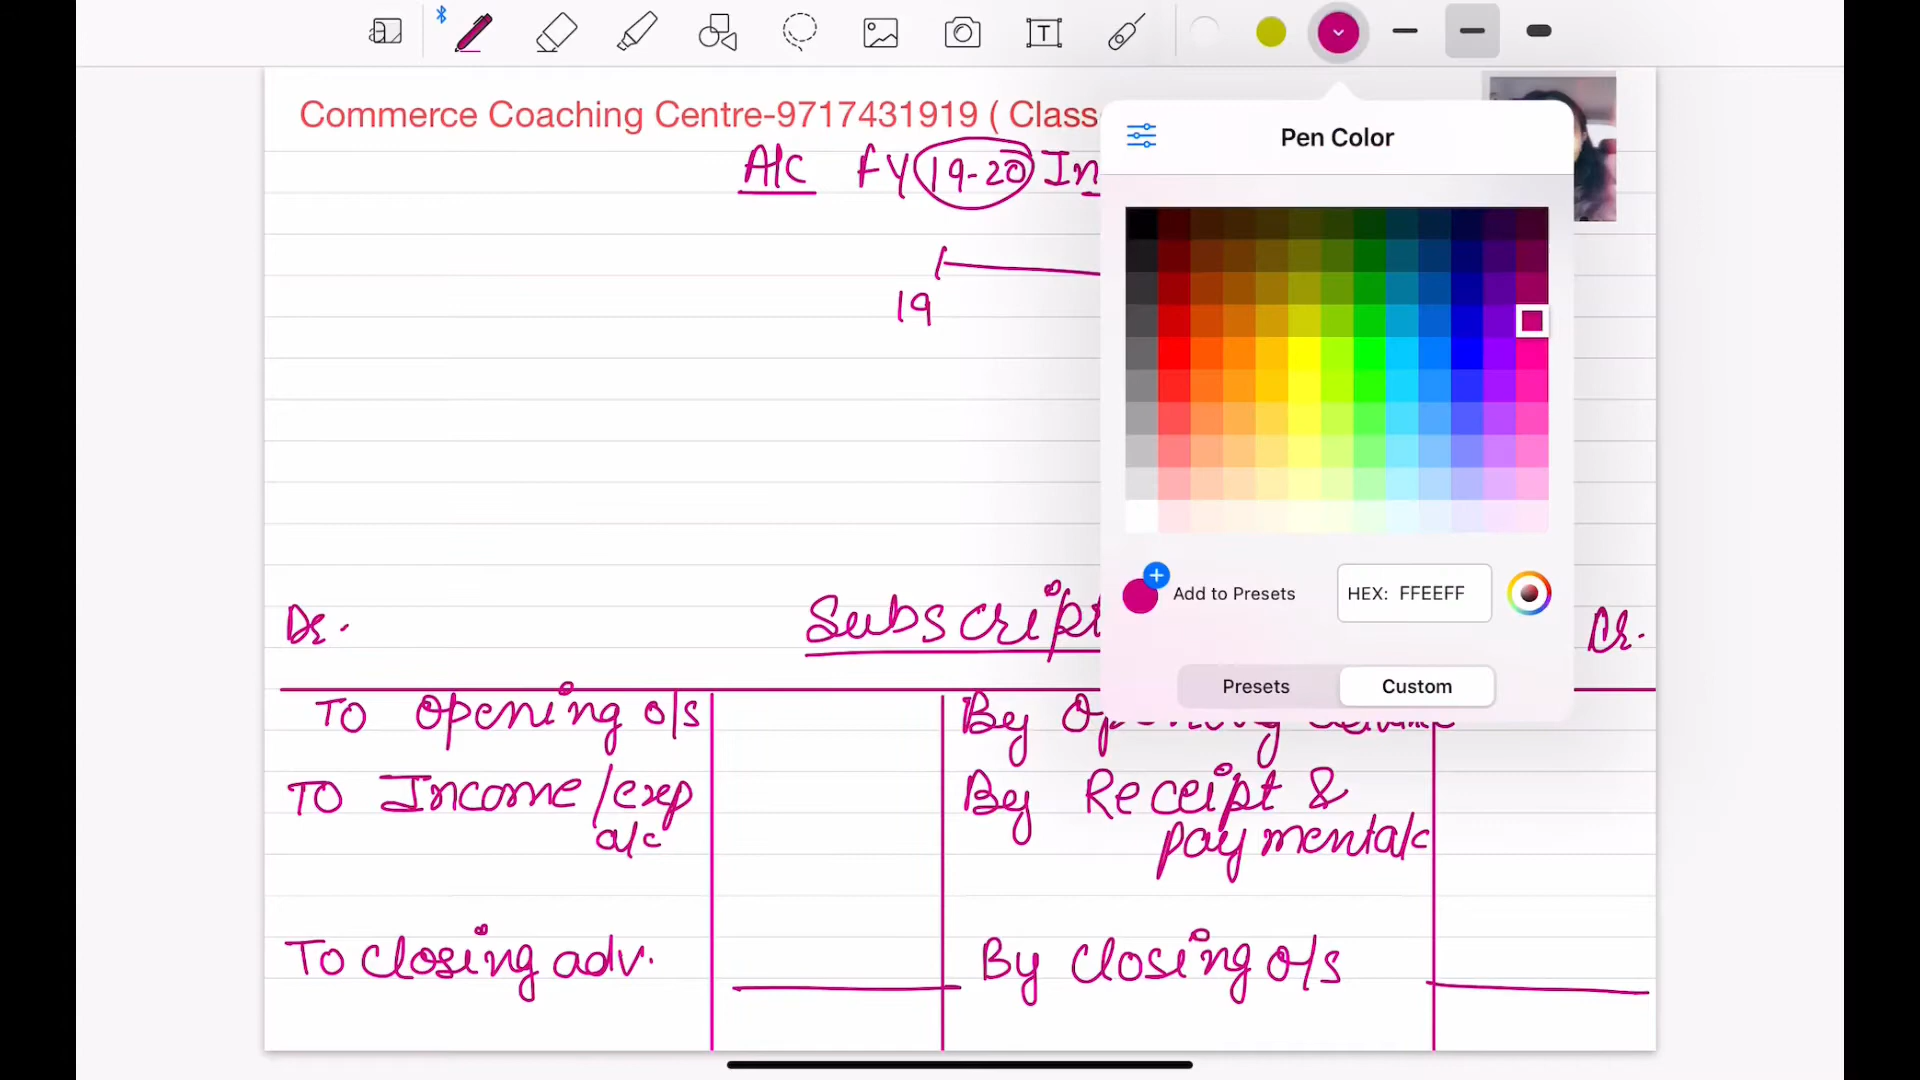 T
Commerce Coaching Centre-9717431919 ( Class
A/C FY 19-20 In
19
Pen Color
Add to Presets
HEX: FFEEFF
Presets Custom
Dr. Subscript Cr.
To Opening o/s
By Op
To Income/exp a/c
By Receipt & payment a/c
To closing adv.
By closing o/s